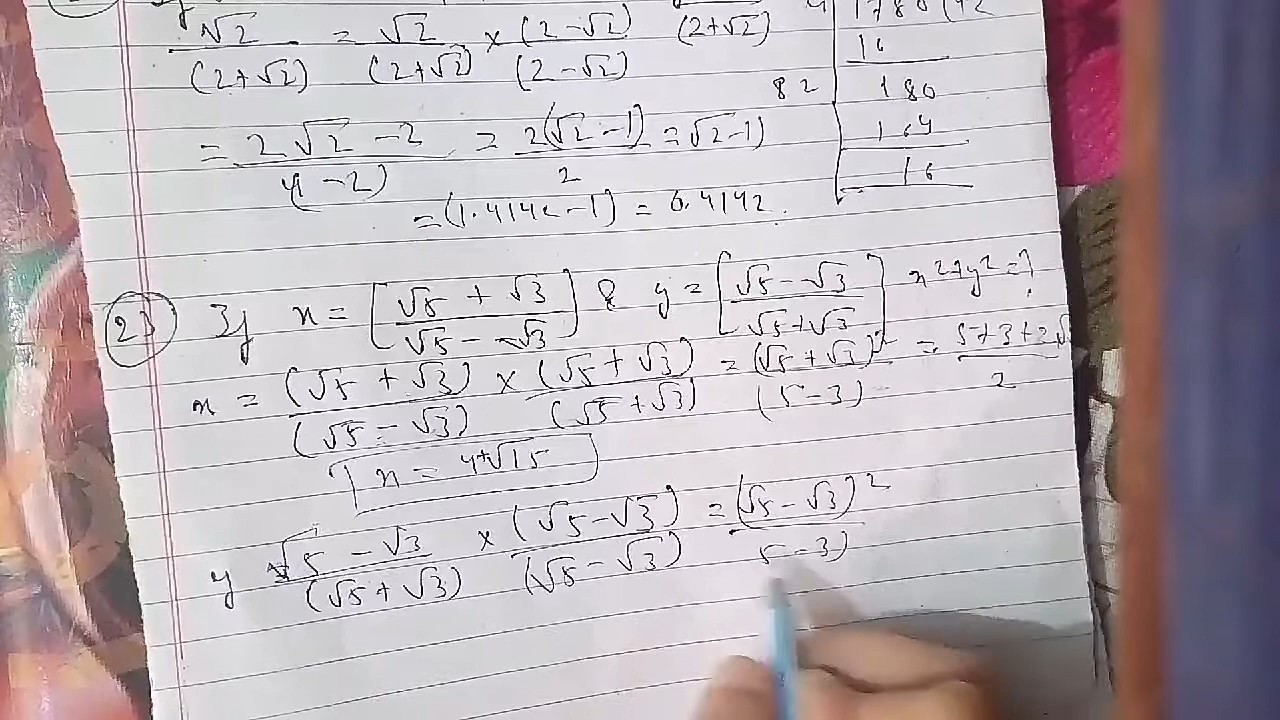 √2/(2+√2) = √2/(2+√2) × (2-√2)/(2-√2) (2+√2)
= 2√2 - 2/(4-2) = 2(√2-1)/2 = √2-1)
= (1.4142-1) = 0.4142.
16
82 180
164
16
(23) If x = [√5 + √3/√5 - √3] & y = [√5 - √3/√5 + √3] x²+y² = ?
x = (√5 + √3)/(√5 - √3) × (√5 + √3)/(√5 + √3) = (√5 + √3)²/(5-3) = 5+3+2√/2
x = 4+√15
y √5 - √3/(√5 + √3) × (√5 - √3)/(√5 - √3) = (√5 - √3)²/5-3)